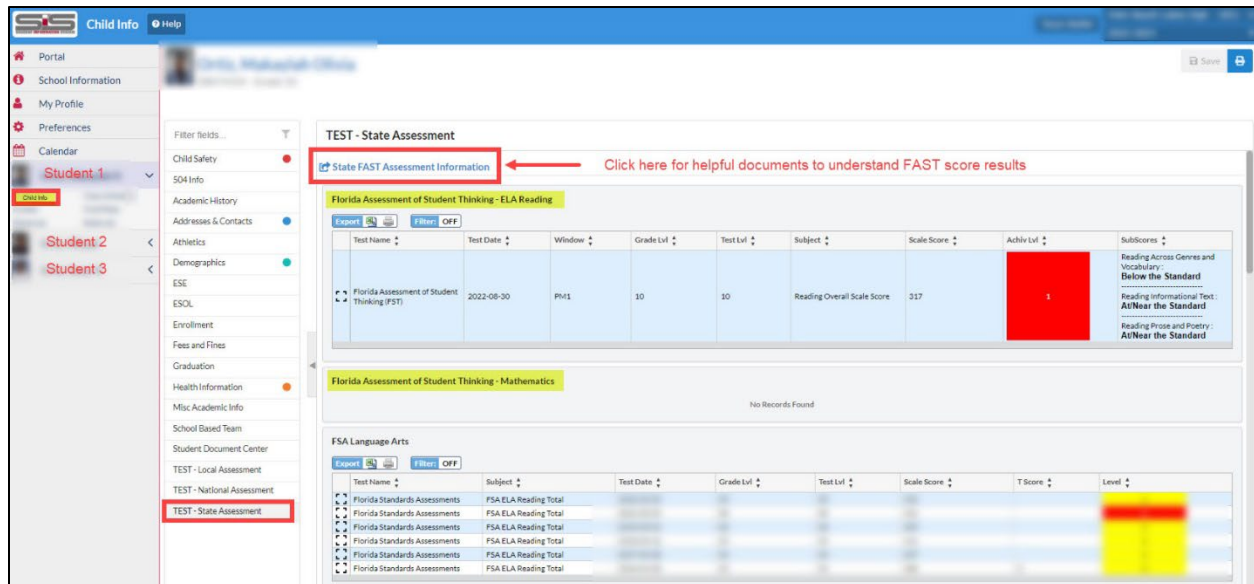 SIS Child Info Help
Portal
School Information
My Profile
Preferences
Calendar
Student 1
Child Info
Student 2
Student 3
Save
Filter fields...
Child Safety
504 Info
Academic History
Addresses & Contacts
Athletics
Demographics
ESE
ESOL
Enrollment
Fees and Fines
Graduation
Health Information
Misc Academic Info
School Based Team
Student Document Center
TEST - Local Assessment
TEST - National Assessment
TEST - State Assessment
TEST - State Assessment
State FAST Assessment Information
Click here for helpful documents to understand FAST score results
Florida Assessment of Student Thinking - ELA Reading
Export Filter: OFF
Test Name Test Date Window Grade Lvl Test Lvl Subject Scale Score Achiv Lvl SubScores
Florida Assessment of Student Thinking (FST) 2022-08-30 PM1 10 10 Reading Overall Scale Score 317 1
Reading Across Genres and
Vocabulary :
Below the Standard
Reading Informational Text :
At/Near the Standard
Reading Prose and Poetry :
At/Near the Standard
Florida Assessment of Student Thinking - Mathematics
No Records Found
FSA Language Arts
Export Filter: OFF
Test Name Subject Test Date Grade Lvl Test Lvl Scale Score T Score Level
Florida Standards Assessments FSA ELA Reading Total
Florida Standards Assessments FSA ELA Reading Total
Florida Standards Assessments FSA ELA Reading Total
Florida Standards Assessments FSA ELA Reading Total
Florida Standards Assessments FSA ELA Reading Total
Florida Standards Assessments FSA ELA Reading Total